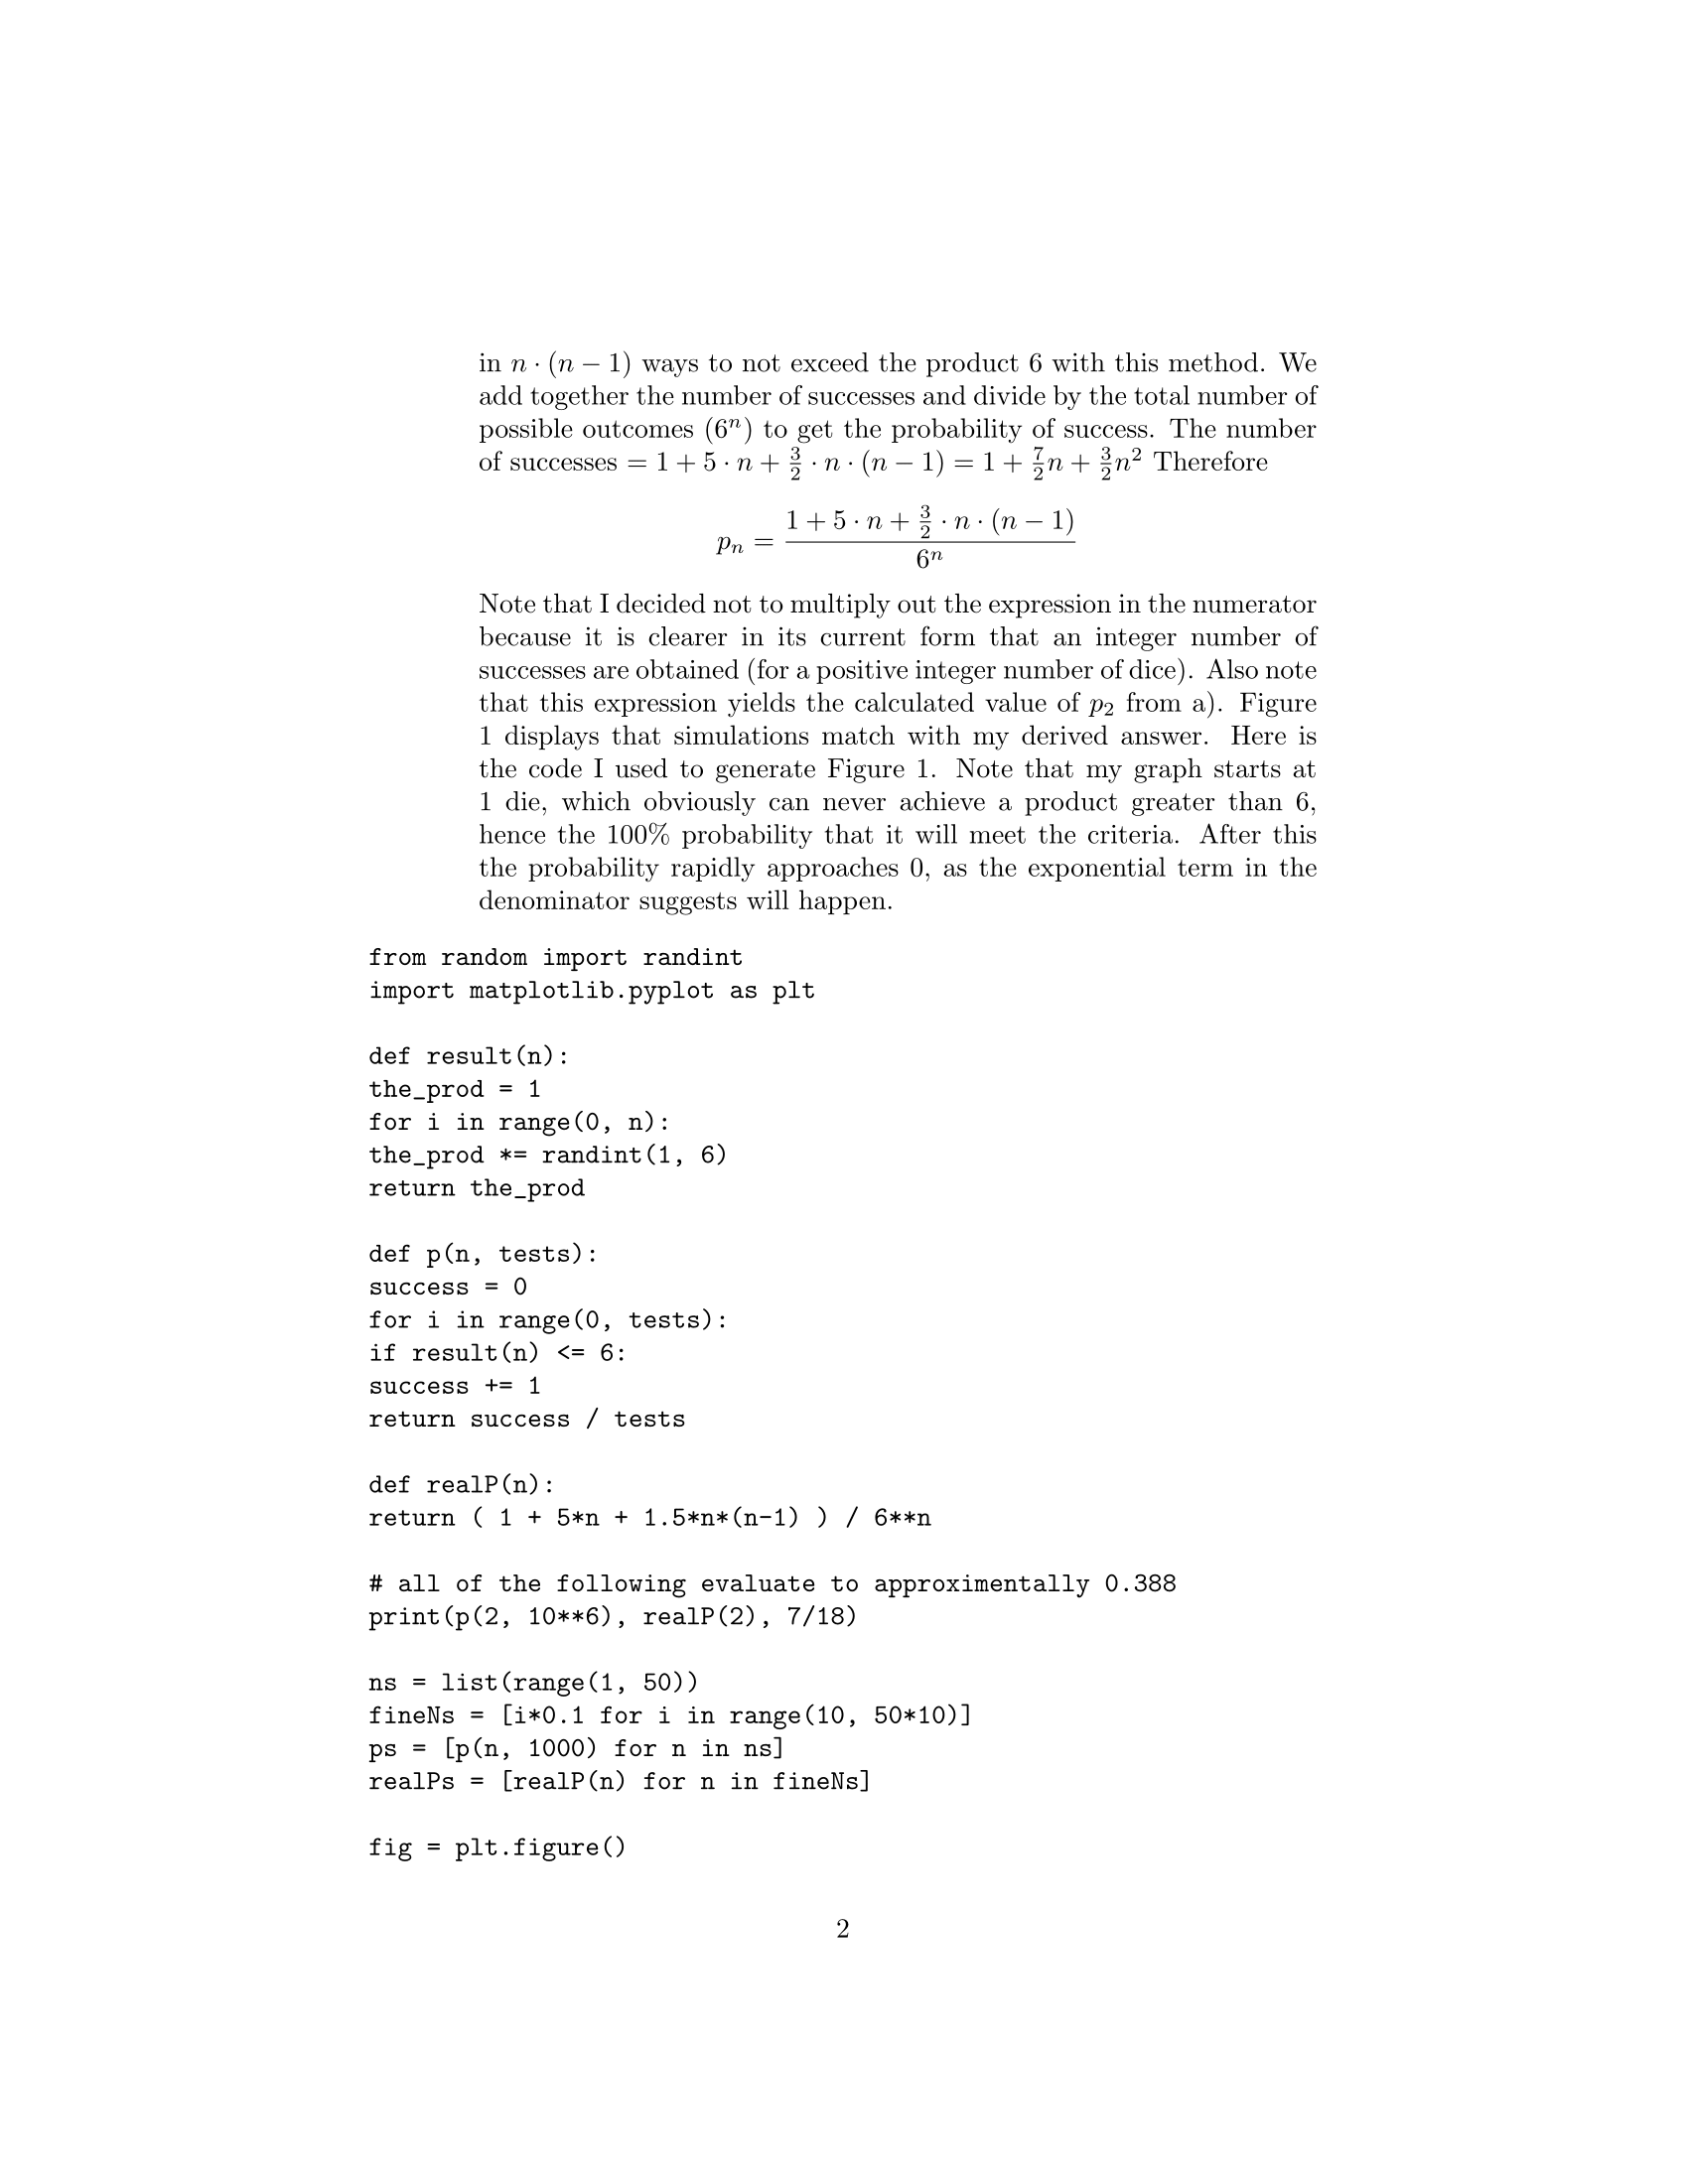 in n · (n − 1) ways to not exceed the product 6 with this method. We
add together the number of successes and divide by the total number of
possible outcomes (6^n) to get the probability of success. The number
of successes = 1 + 5 · n + 3/2 · n · (n − 1) = 1 + 7/2 n + 3/2 n^2 Therefore
p_n = (1 + 5 · n + 3/2 · n · (n − 1)) / 6^n
Note that I decided not to multiply out the expression in the numerator
because it is clearer in its current form that an integer number of
successes are obtained (for a positive integer number of dice). Also note
that this expression yields the calculated value of p_2 from a). Figure
1 displays that simulations match with my derived answer. Here is
the code I used to generate Figure 1. Note that my graph starts at
1 die, which obviously can never achieve a product greater than 6,
hence the 100% probability that it will meet the criteria. After this
the probability rapidly approaches 0, as the exponential term in the
denominator suggests will happen.
from random import randint
import matplotlib.pyplot as plt
def result(n):
the_prod = 1
for i in range(0, n):
the_prod *= randint(1, 6)
return the_prod
def p(n, tests):
success = 0
for i in range(0, tests):
if result(n) <= 6:
success += 1
return success / tests
def realP(n):
return ( 1 + 5*n + 1.5*n*(n-1) ) / 6**n
# all of the following evaluate to approximentally 0.388
print(p(2, 10**6), realP(2), 7/18)
ns = list(range(1, 50))
fineNs = [i*0.1 for i in range(10, 50*10)]
ps = [p(n, 1000) for n in ns]
realPs = [realP(n) for n in fineNs]
fig = plt.figure()
2